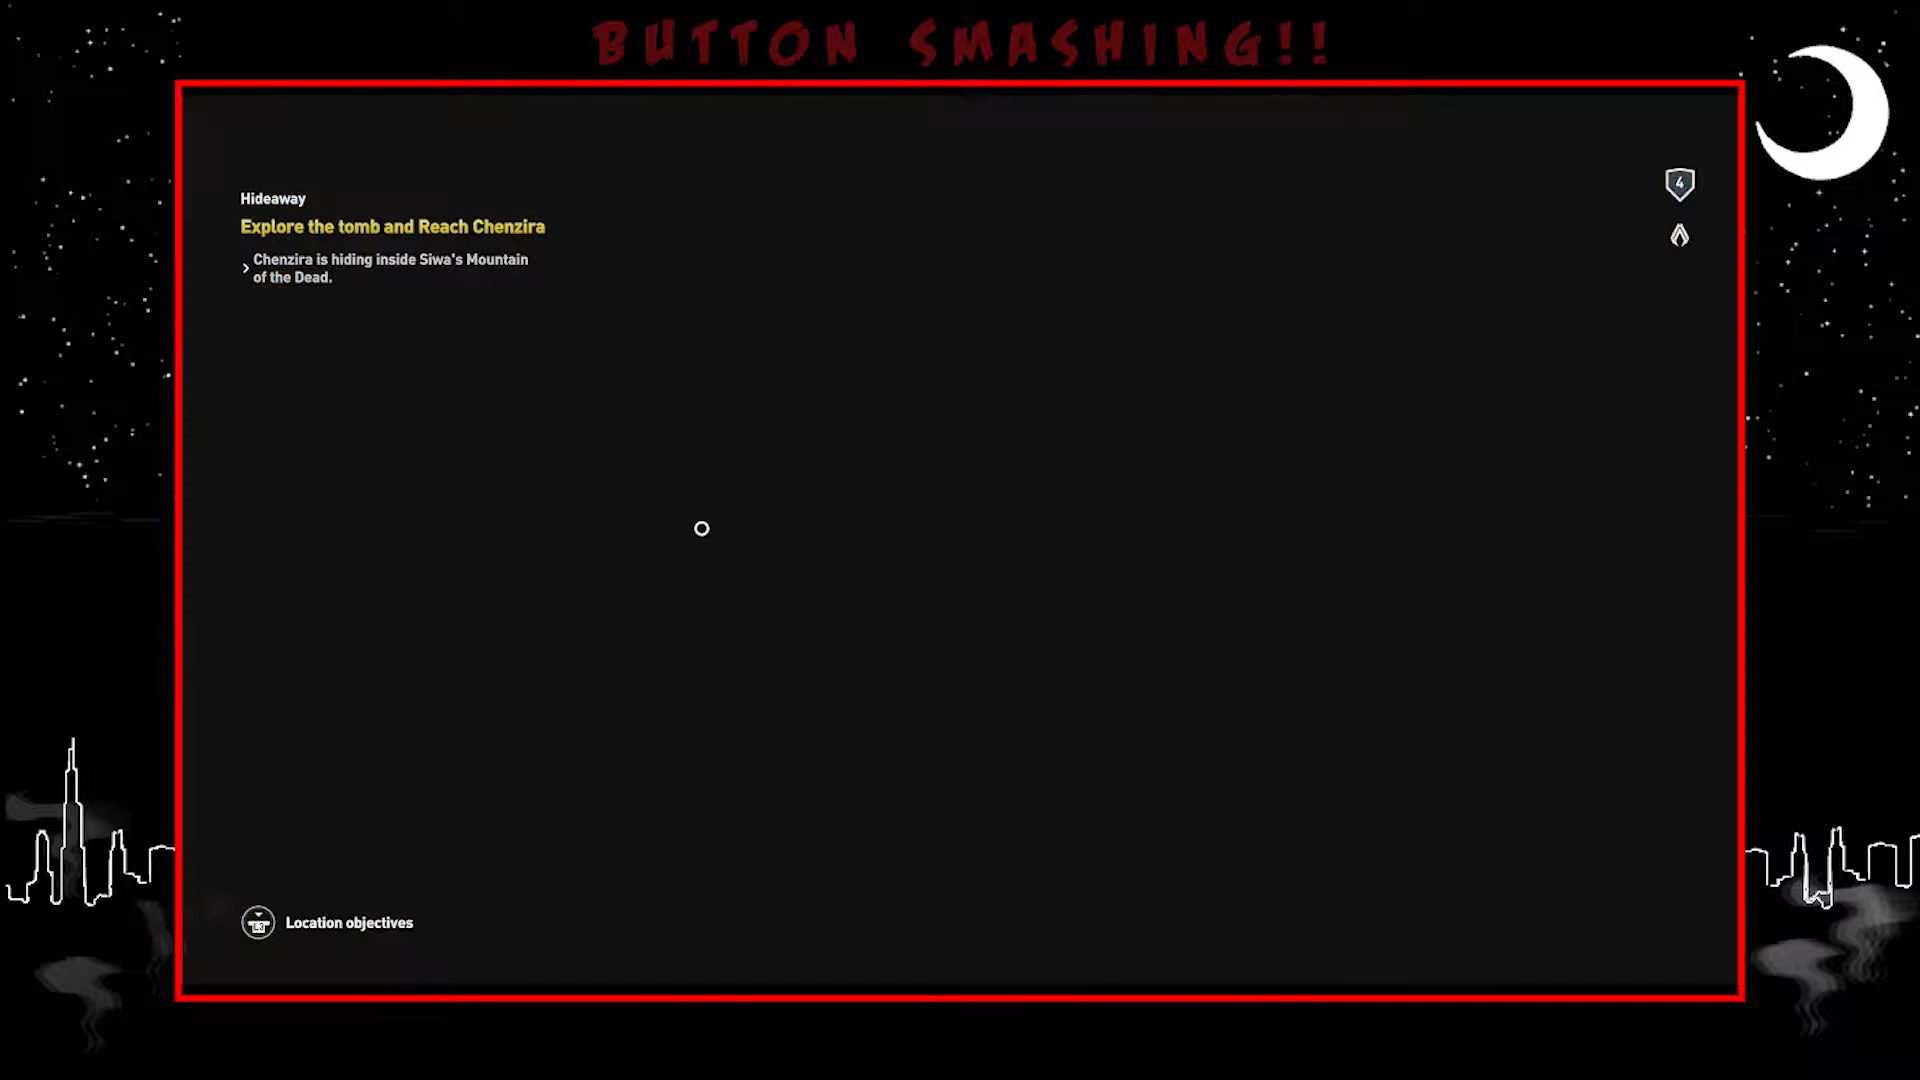 BUTTON SMASHING!!
4
Hideaway
Explore the tomb and Reach Chenzira
Chenzira is hiding inside Siwa's Mountain
of the Dead.
L3
Location objectives